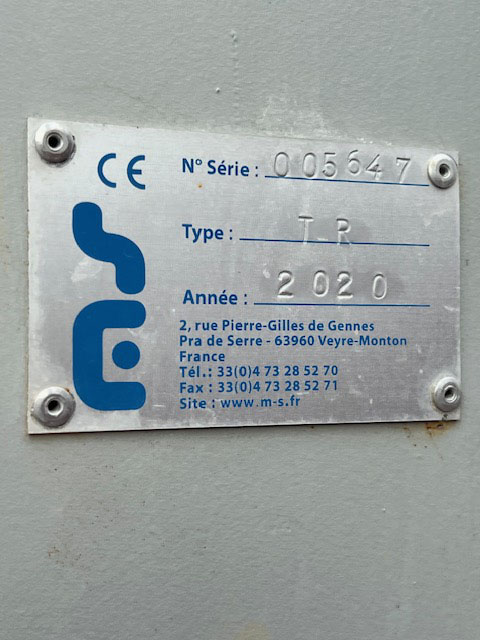 CE
N° Série : 005647
Type : TR
Année : 2020
2, rue Pierre-Gilles de Gennes
Pra de Serre - 63960 Veyre-Monton
France
Tél.: 33(0)4 73 28 52 70
Fax : 33(0)4 73 28 52 71
Site : www.m-s.fr